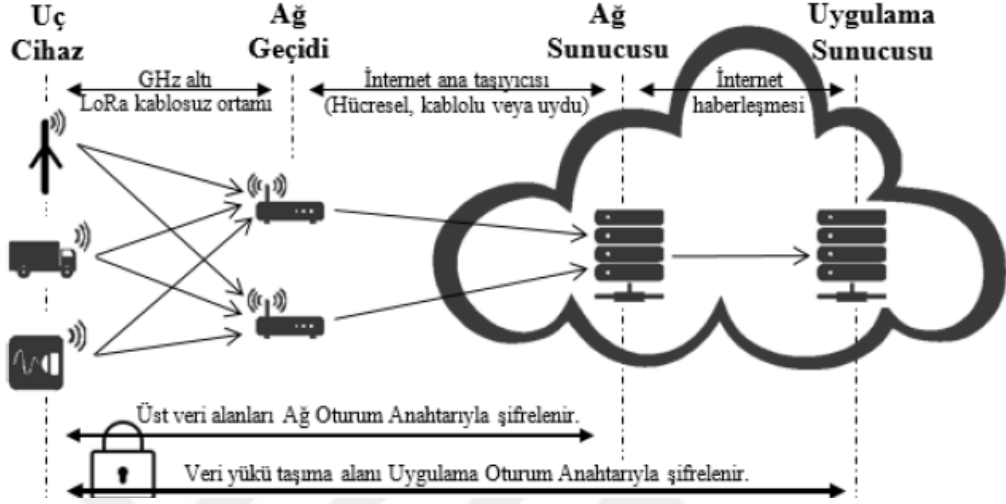 Uç
Cihaz
Ağ
Geçidi
Ağ
Sunucusu
Uygulama
Sunucusu
GHz altı
LoRa kablosuz ortamı
İnternet ana taşıyıcısı
(Hücresel, kablolu veya uydu)
İnternet
haberleşmesi
Üst veri alanları Ağ Oturum Anahtarıyla şifrelenir.
Veri yükü taşıma alanı Uygulama Oturum Anahtarıyla şifrelenir.